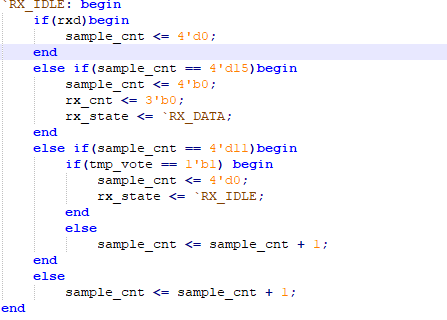 `RX_IDLE: begin
if(rxd)begin
sample_cnt <= 4'd0;
end
else if(sample_cnt == 4'd15)begin
sample_cnt <= 4'b0;
rx_cnt <= 3'b0;
rx_state <= `RX_DATA;
end
else if(sample_cnt == 4'd11)begin
if(tmp_vote == 1'b1) begin
sample_cnt <= 4'd0;
rx_state <= `RX_IDLE;
end
else
sample_cnt <= sample_cnt + 1;
end
else
sample_cnt <= sample_cnt + 1;
end